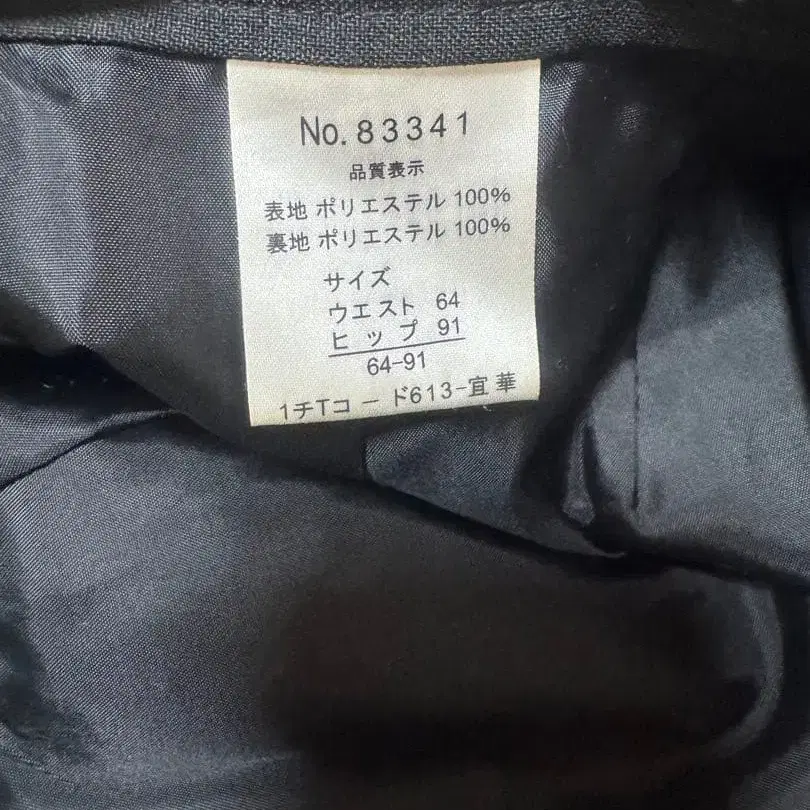 No.83341
品質表示
表地 ポリエステル 100%
裏地 ポリエステル 100%
サイズ
ウエスト 64
ヒップ 91
64-91
1チTコード613-宜華